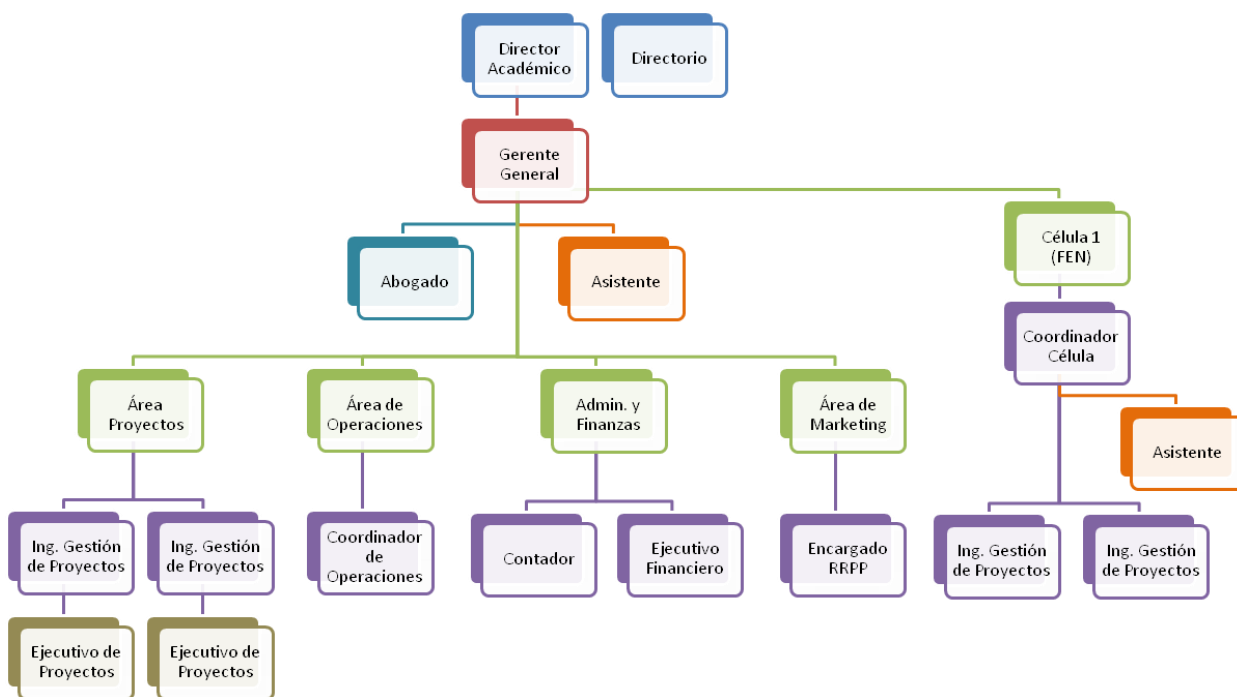 Director
Académico
Directorio
Gerente
General
Célula 1
(FEN)
Abogado
Asistente
Coordinador
Célula
Área
Proyectos
Área de
Operaciones
Admin. y
Finanzas
Área de
Marketing
Asistente
Ing. Gestión
de Proyectos
Ing. Gestión
de Proyectos
Coordinador
de
Operaciones
Contador
Ejecutivo
Financiero
Encargado
RRPP
Ing. Gestión
de Proyectos
Ing. Gestión
de Proyectos
Ejecutivo de
Proyectos
Ejecutivo de
Proyectos